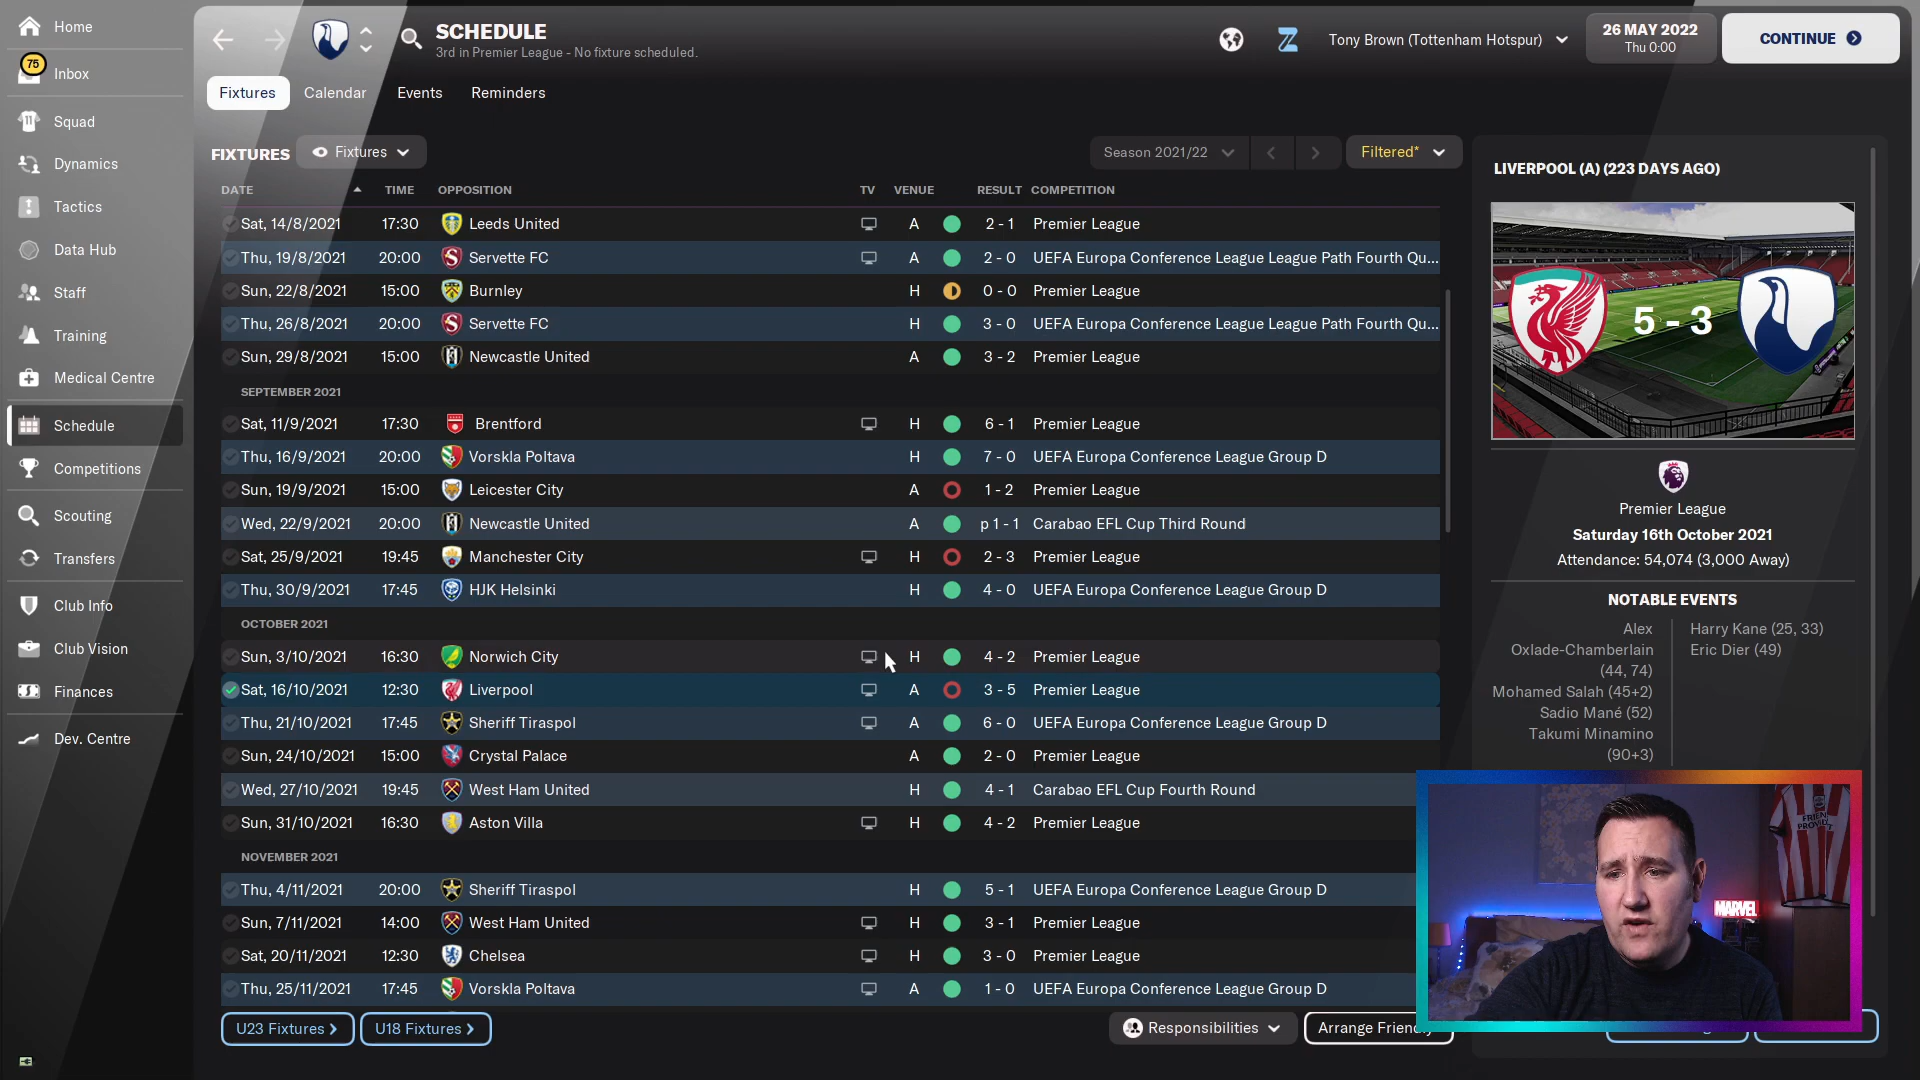 Home
75
Inbox
Squad
Dynamics
Tactics
Data Hub
Staff
Training
Medical Centre
Schedule
Competitions
Scouting
Transfers
Club Info
Club Vision
Finances
Dev. Centre
SCHEDULE
3rd in Premier League - No fixture scheduled.
Tony Brown (Tottenham Hotspur)
26 MAY 2022
Thu 0:00
CONTINUE
Fixtures Calendar Events Reminders
FIXTURES Fixtures Season 2021/22 Filtered*
DATE TIME OPPOSITION TV VENUE RESULT COMPETITION
Sat, 14/8/2021 17:30 Leeds United A 2 - 1 Premier League
Thu, 19/8/2021 20:00 Servette FC A 2 - 0 UEFA Europa Conference League League Path Fourth Qu...
Sun, 22/8/2021 15:00 Burnley H 0 - 0 Premier League
Thu, 26/8/2021 20:00 Servette FC H 3 - 0 UEFA Europa Conference League League Path Fourth Qu...
Sun, 29/8/2021 15:00 Newcastle United A 3 - 2 Premier League
SEPTEMBER 2021
Sat, 11/9/2021 17:30 Brentford H 6 - 1 Premier League
Thu, 16/9/2021 20:00 Vorskla Poltava H 7 - 0 UEFA Europa Conference League Group D
Sun, 19/9/2021 15:00 Leicester City A 1 - 2 Premier League
Wed, 22/9/2021 20:00 Newcastle United A p 1 - 1 Carabao EFL Cup Third Round
Sat, 25/9/2021 19:45 Manchester City H 2 - 3 Premier League
Thu, 30/9/2021 17:45 HJK Helsinki H 4 - 0 UEFA Europa Conference League Group D
OCTOBER 2021
Sun, 3/10/2021 16:30 Norwich City H 4 - 2 Premier League
Sat, 16/10/2021 12:30 Liverpool A 3 - 5 Premier League
Thu, 21/10/2021 17:45 Sheriff Tiraspol A 6 - 0 UEFA Europa Conference League Group D
Sun, 24/10/2021 15:00 Crystal Palace A 2 - 0 Premier League
Wed, 27/10/2021 19:45 West Ham United H 4 - 1 Carabao EFL Cup Fourth Round
Sun, 31/10/2021 16:30 Aston Villa H 4 - 2 Premier League
NOVEMBER 2021
Thu, 4/11/2021 20:00 Sheriff Tiraspol H 5 - 1 UEFA Europa Conference League Group D
Sun, 7/11/2021 14:00 West Ham United H 3 - 1 Premier League
Sat, 20/11/2021 12:30 Chelsea H 3 - 0 Premier League
Thu, 25/11/2021 17:45 Vorskla Poltava A 1 - 0 UEFA Europa Conference League Group D
U23 Fixtures U18 Fixtures Responsibilities Arrange Friendly
LIVERPOOL (A) (223 DAYS AGO)
5 - 3
Premier League
Saturday 16th October 2021
Attendance: 54,074 (3,000 Away)
NOTABLE EVENTS
Alex Harry Kane (25, 33)
Oxlade-Chamberlain Eric Dier (49)
(44, 74)
Mohamed Salah (45+2)
Sadio Mané (52)
Takumi Minamino
(90+3)
MARVEL